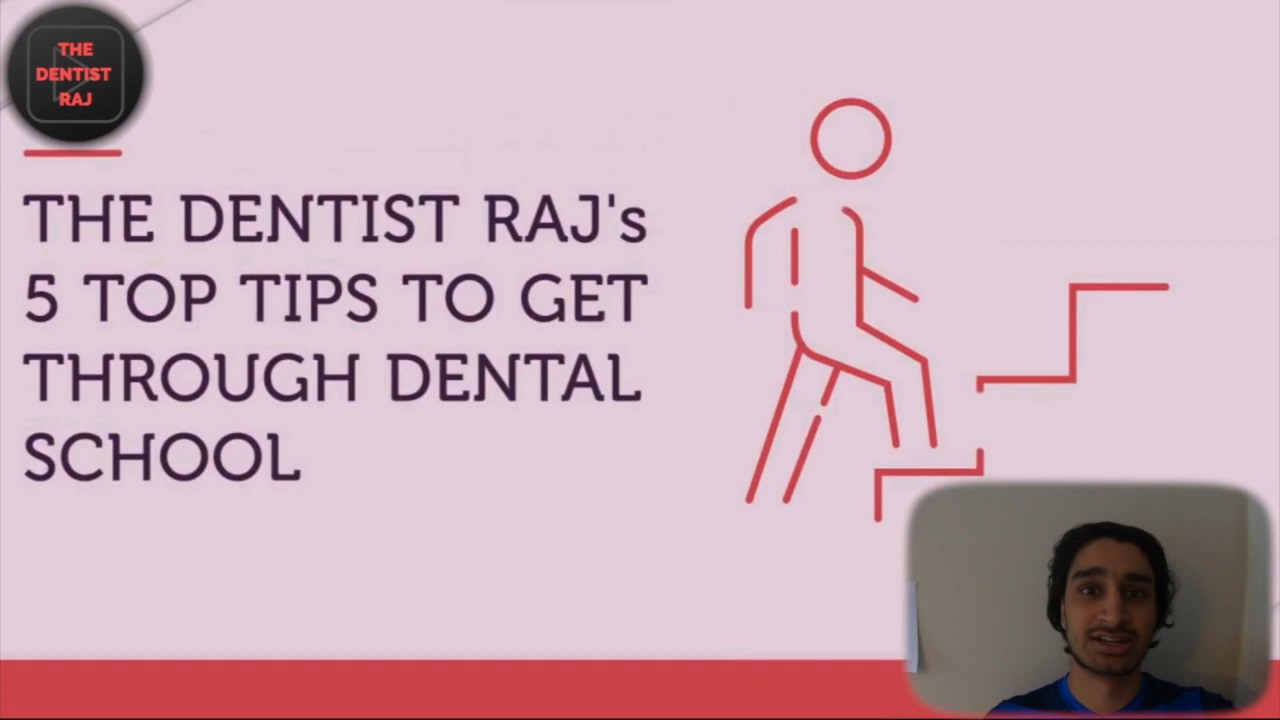 THE
DENTIST
RAJ
THE DENTIST RAJ's
5 TOP TIPS TO GET
THROUGH DENTAL
SCHOOL